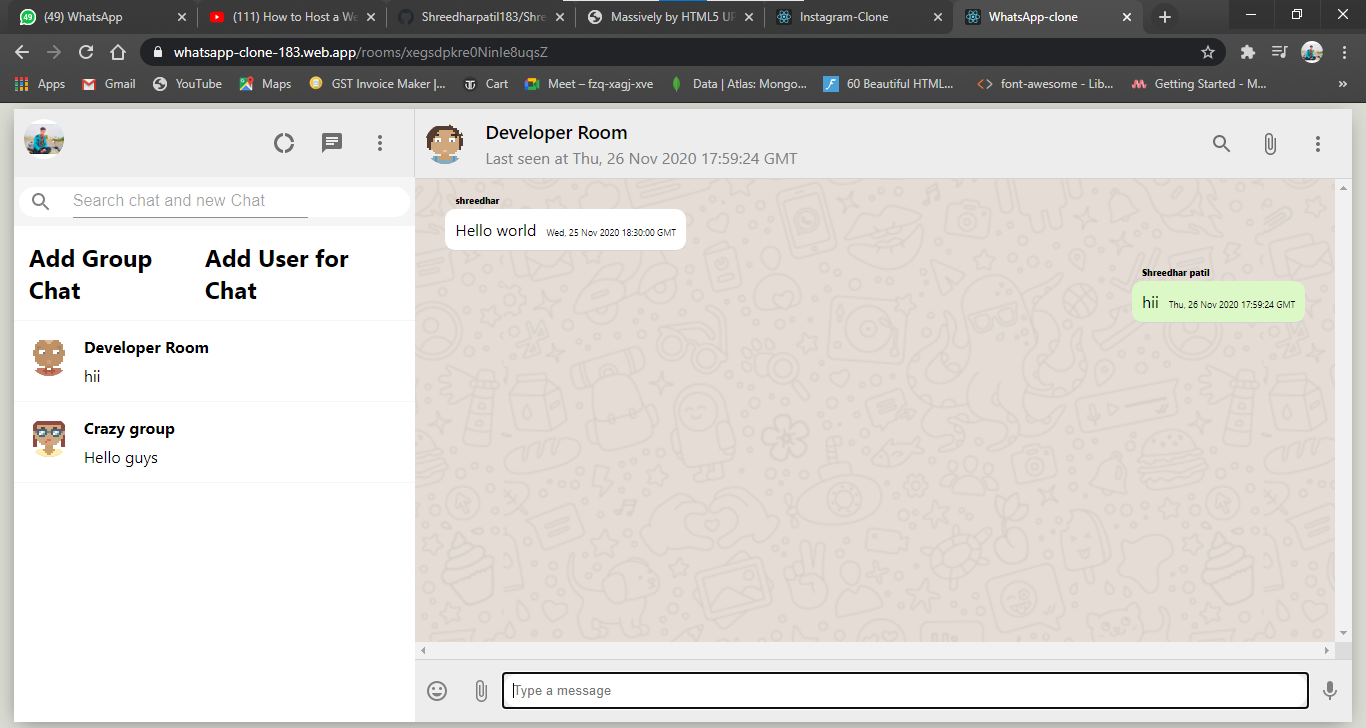 49
(49) WhatsApp
(111) How to Host a We
Shreedharpatil183/Shre
Massively by HTML5 UP
Instagram-Clone
WhatsApp-clone
whatsapp-clone-183.web.app/rooms/xegsdpkre0NinIe8uqsZ
Apps
Gmail
YouTube
Maps
GST Invoice Maker |...
Cart
Meet – fzq-xagj-xve
Data | Atlas: Mongo...
60 Beautiful HTML...
font-awesome - Lib...
Getting Started - M...
»
Developer Room
Last seen at Thu, 26 Nov 2020 17:59:24 GMT
Search chat and new Chat
Add Group Chat
Add User for Chat
Developer Room
hii
Crazy group
Hello guys
shreedhar
Hello world Wed, 25 Nov 2020 18:30:00 GMT
Shreedhar patil
hii Thu, 26 Nov 2020 17:59:24 GMT
Type a message